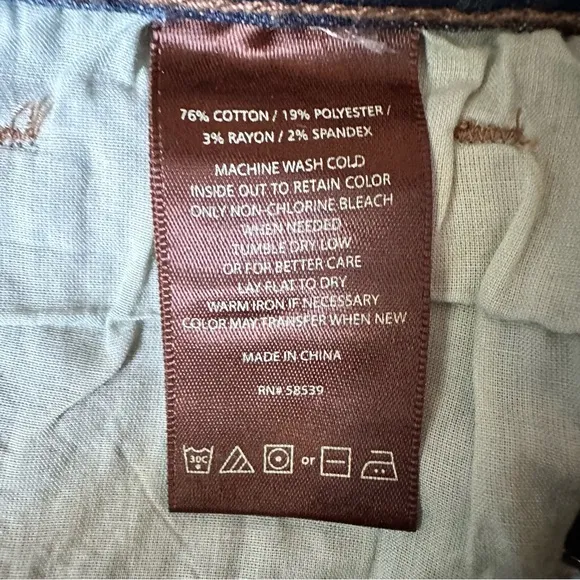 76% COTTON / 19% POLYESTER /
3% RAYON / 2% SPANDEX
MACHINE WASH COLD
INSIDE OUT TO RETAIN COLOR
ONLY NON-CHLORINE BLEACH
WHEN NEEDED
TUMBLE DRY LOW
OR FOR BETTER CARE
LAY FLAT TO DRY
WARM IRON IF NECESSARY
COLOR MAY TRANSFER WHEN NEW
MADE IN CHINA
RN# 58539
30C or